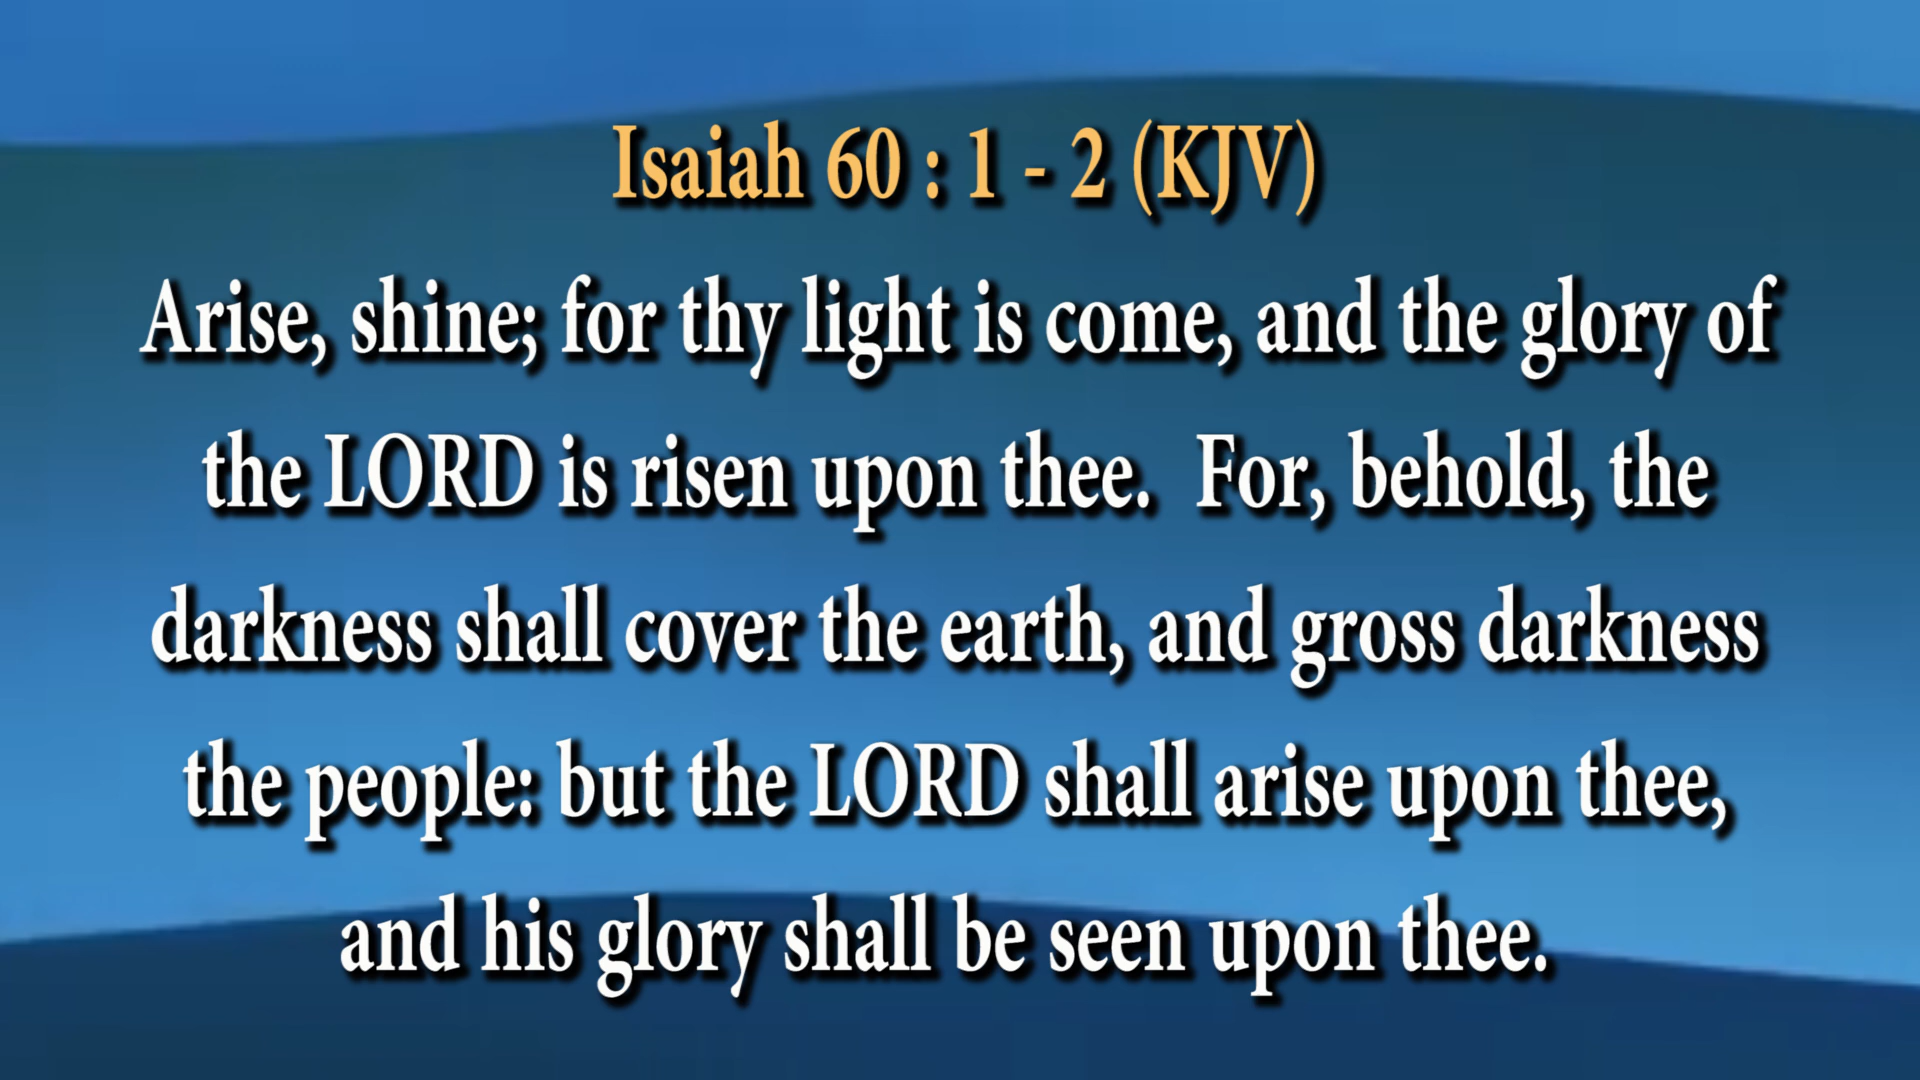 Isaiah 60 : 1 - 2 (KJV)
Arise, shine; for thy light is come, and the glory of
the LORD is risen upon thee.  For, behold, the
darkness shall cover the earth, and gross darkness
the people: but the LORD shall arise upon thee,
and his glory shall be seen upon thee.